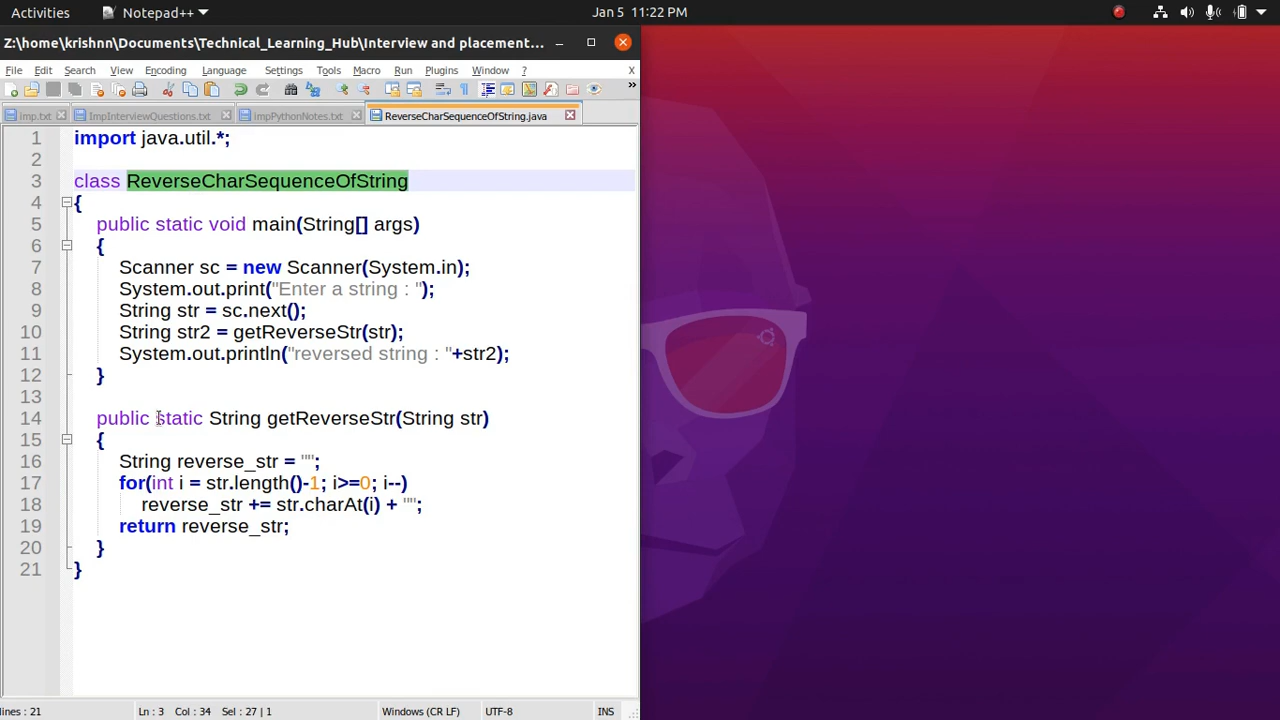 Activities Notepad++ Jan 5 11:22 PM
Z:\home\krishnn\Documents\Technical_Learning_Hub\Interview and placement...
File Edit Search View Encoding Language Settings Tools Macro Run Plugins Window ? X
imp.txt ImpInterviewQuestions.txt impPythonNotes.txt ReverseCharSequenceOfString.java
1 import java.util.*;
2
3 class ReverseCharSequenceOfString
4 {
5 public static void main(String[] args)
6 {
7 Scanner sc = new Scanner(System.in);
8 System.out.print("Enter a string : ");
9 String str = sc.next();
10 String str2 = getReverseStr(str);
11 System.out.println("reversed string : "+str2);
12 }
13
14 public static String getReverseStr(String str)
15 {
16 String reverse_str = "";
17 for(int i = str.length()-1; i>=0; i--)
18 reverse_str += str.charAt(i) + "";
19 return reverse_str;
20 }
21 }
lines : 21 Ln : 3 Col : 34 Sel : 27 | 1 Windows (CR LF) UTF-8 INS